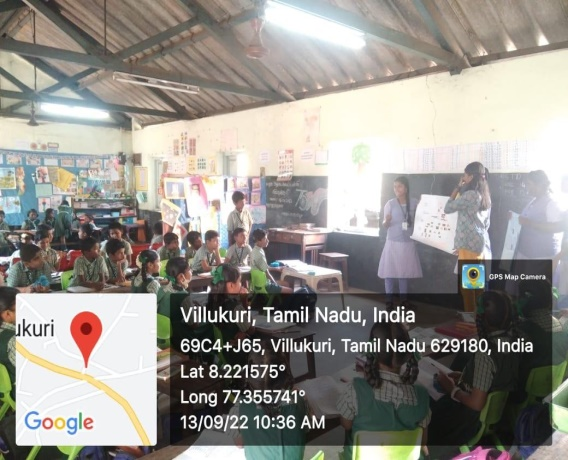 GPS Map Camera
ukuri
Google
Villukuri, Tamil Nadu, India
69C4+J65, Villukuri, Tamil Nadu 629180, India
Lat 8.221575°
Long 77.355741°
13/09/22 10:36 AM